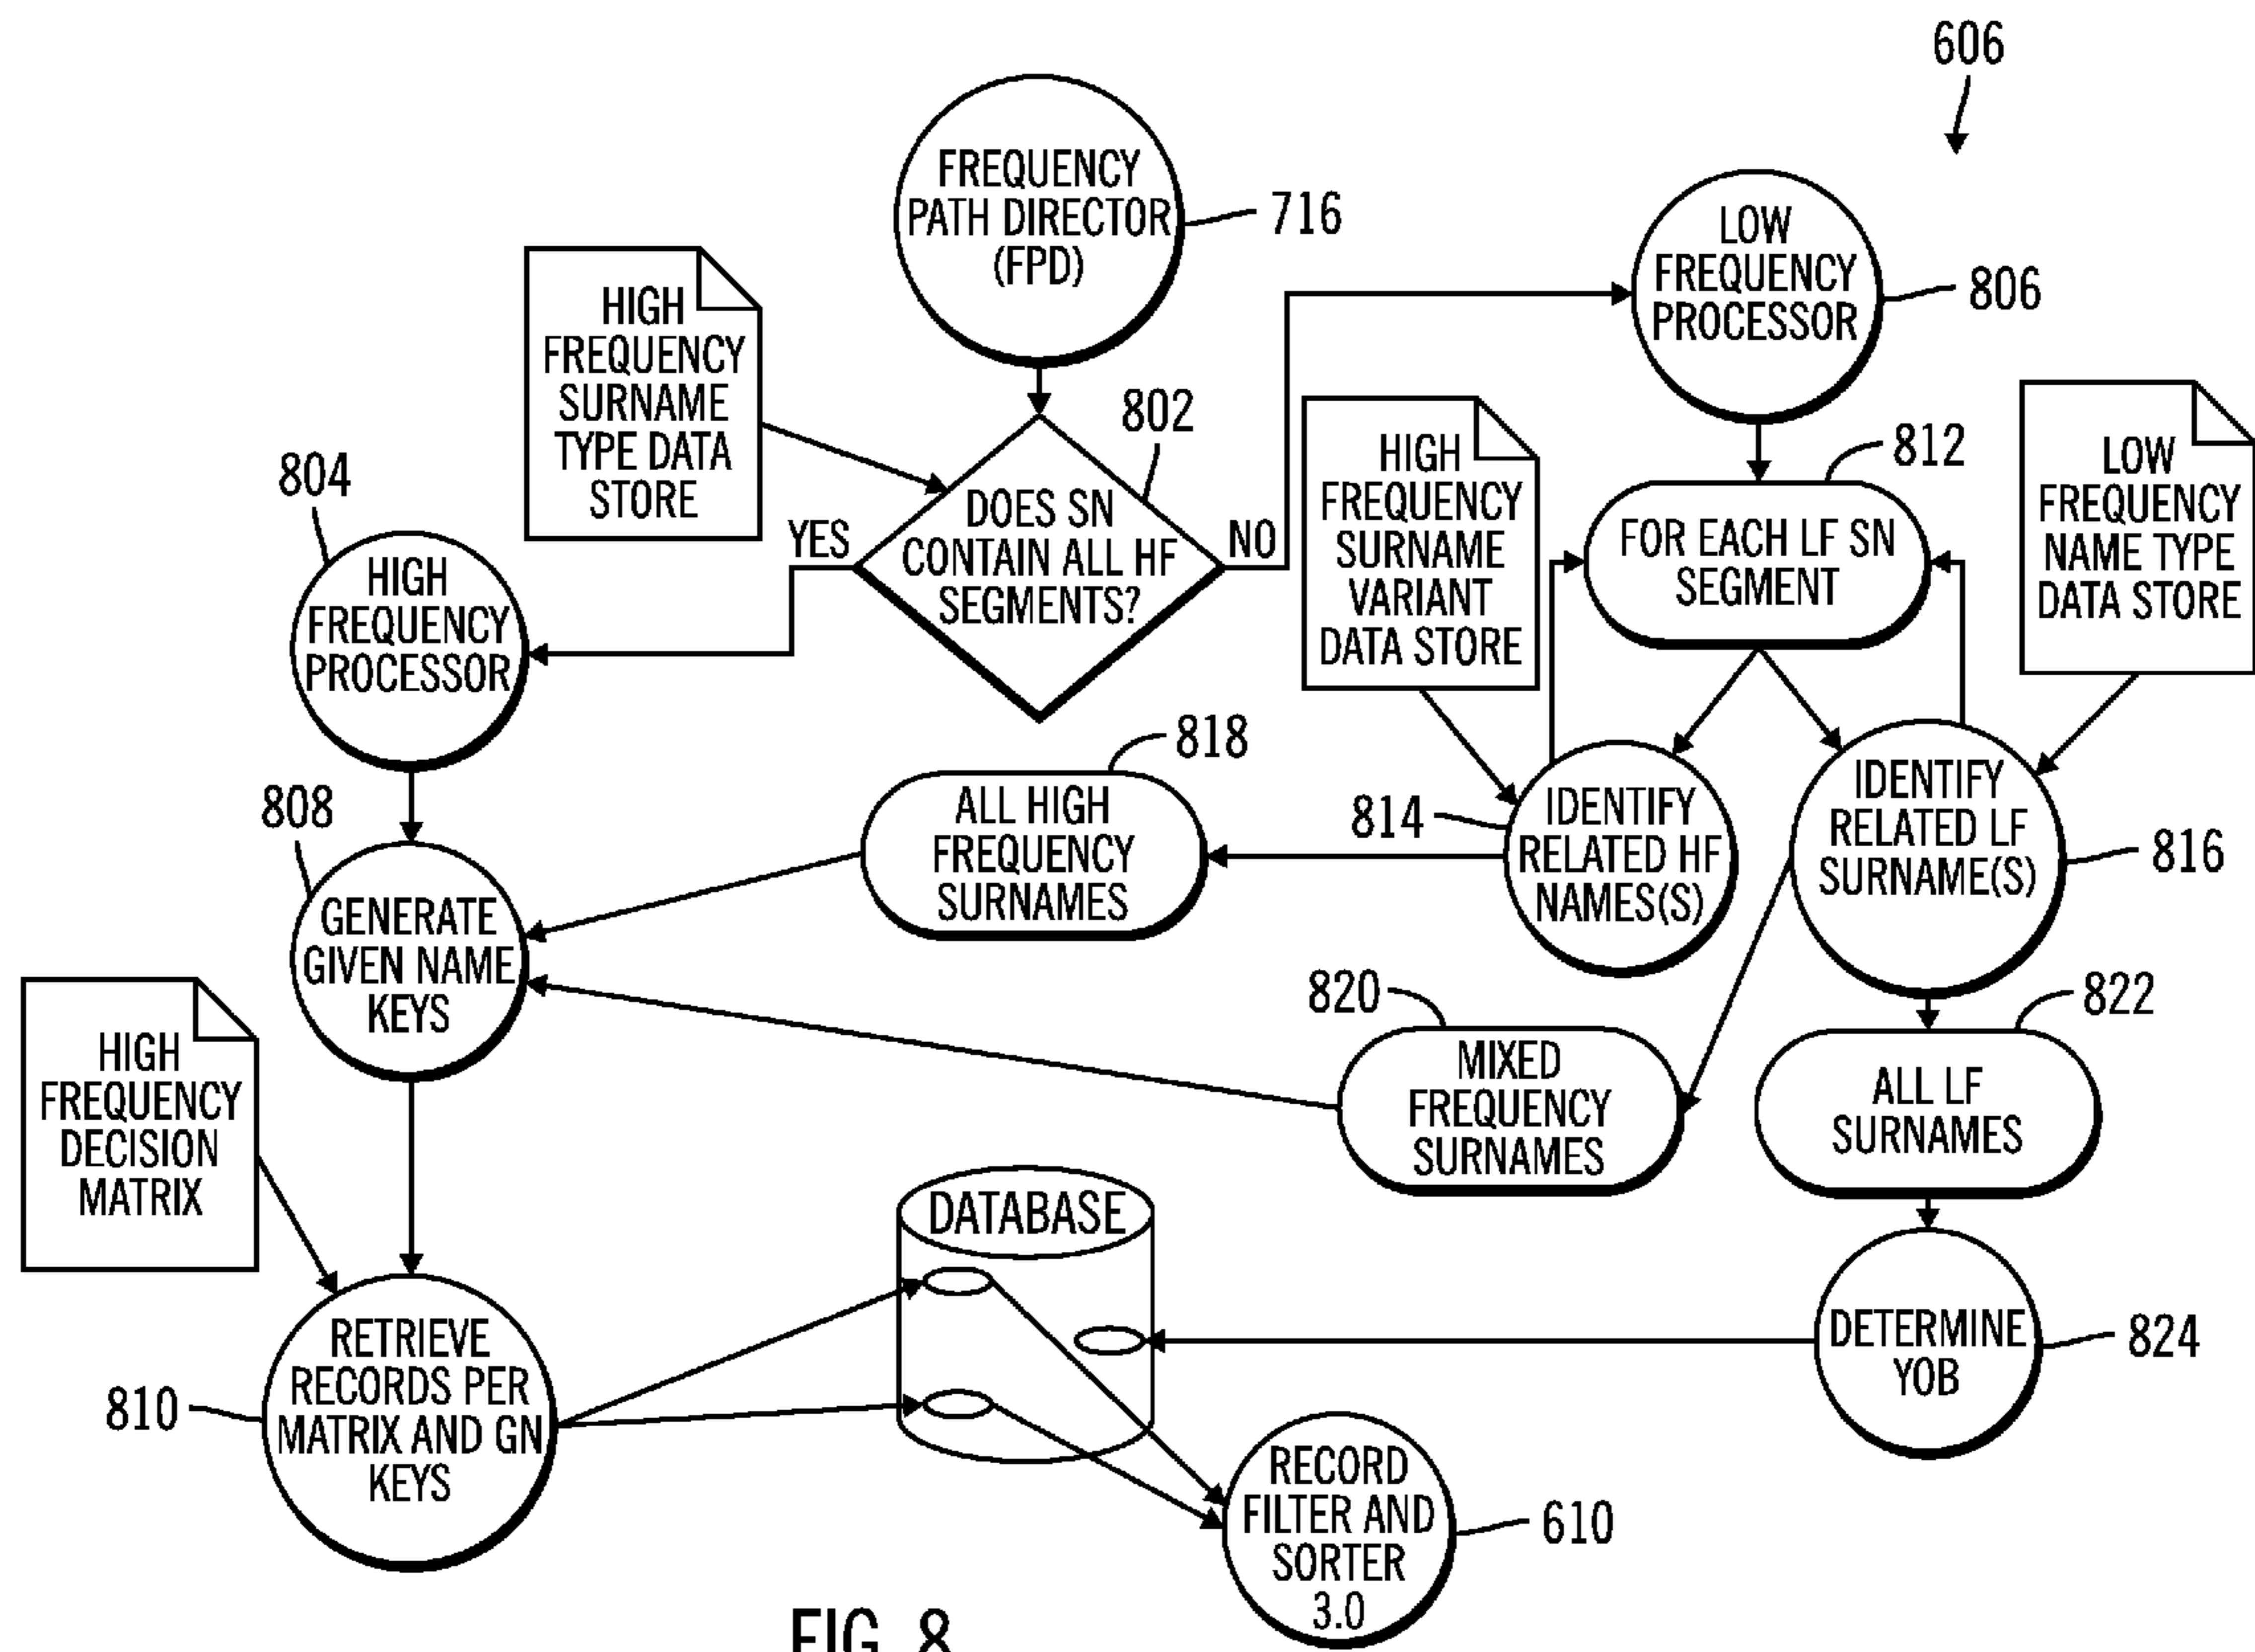 606
FREQUENCY
PATH DIRECTOR
(FPD)
716
LOW
FREQUENCY
PROCESSOR
806
HIGH
FREQUENCY
SURNAME
TYPE DATA
STORE
802
DOES SN
CONTAIN ALL HF
SEGMENTS?
YES
NO
HIGH
FREQUENCY
SURNAME
VARIANT
DATA STORE
812
FOR EACH LF SN
SEGMENT
LOW
FREQUENCY
NAME TYPE
DATA STORE
804
HIGH
FREQUENCY
PROCESSOR
818
ALL HIGH
FREQUENCY
SURNAMES
814
IDENTIFY
RELATED HF
NAMES(S)
IDENTIFY
RELATED LF
SURNAME(S)
816
808
GENERATE
GIVEN NAME
KEYS
820
MIXED
FREQUENCY
SURNAMES
822
ALL LF
SURNAMES
HIGH
FREQUENCY
DECISION
MATRIX
DATABASE
DETERMINE
YOB
824
810
RETRIEVE
RECORDS PER
MATRIX AND GN
KEYS
RECORD
FILTER AND
SORTER
3.0
610
FIG. 8